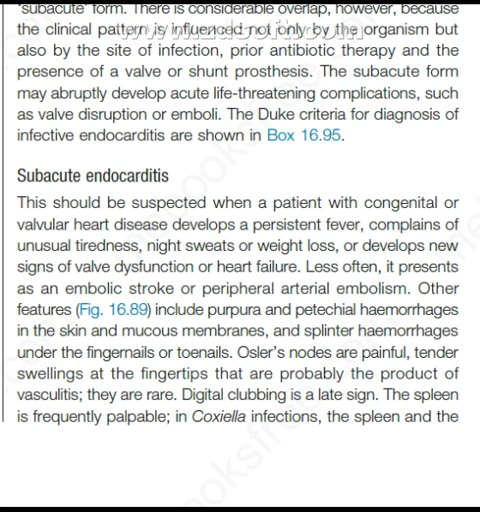 'subacute' form. There is considerable overlap, however, because
the clinical pattern is influenced not only by the organism but
also by the site of infection, prior antibiotic therapy and the
presence of a valve or shunt prosthesis. The subacute form
may abruptly develop acute life-threatening complications, such
as valve disruption or emboli. The Duke criteria for diagnosis of
infective endocarditis are shown in Box 16.95.
Subacute endocarditis
This should be suspected when a patient with congenital or
valvular heart disease develops a persistent fever, complains of
unusual tiredness, night sweats or weight loss, or develops new
signs of valve dysfunction or heart failure. Less often, it presents
as an embolic stroke or peripheral arterial embolism. Other
features (Fig. 16.89) include purpura and petechial haemorrhages
in the skin and mucous membranes, and splinter haemorrhages
under the fingernails or toenails. Osler's nodes are painful, tender
swellings at the fingertips that are probably the product of
vasculitis; they are rare. Digital clubbing is a late sign. The spleen
is frequently palpable; in Coxiella infections, the spleen and the